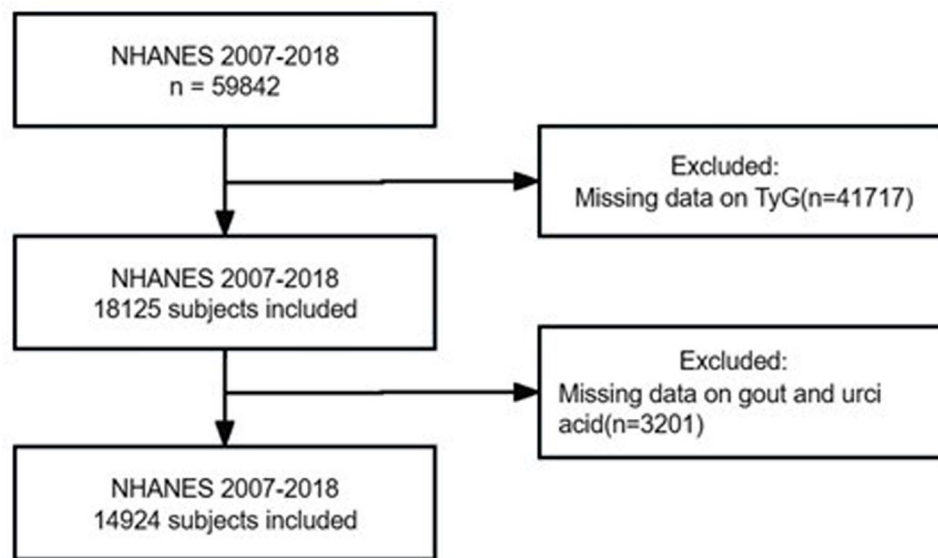 NHANES 2007-2018
n = 59842
Excluded:
Missing data on TyG(n=41717)
NHANES 2007-2018
18125 subjects included
Excluded:
Missing data on gout and urci
acid(n=3201)
NHANES 2007-2018
14924 subjects included